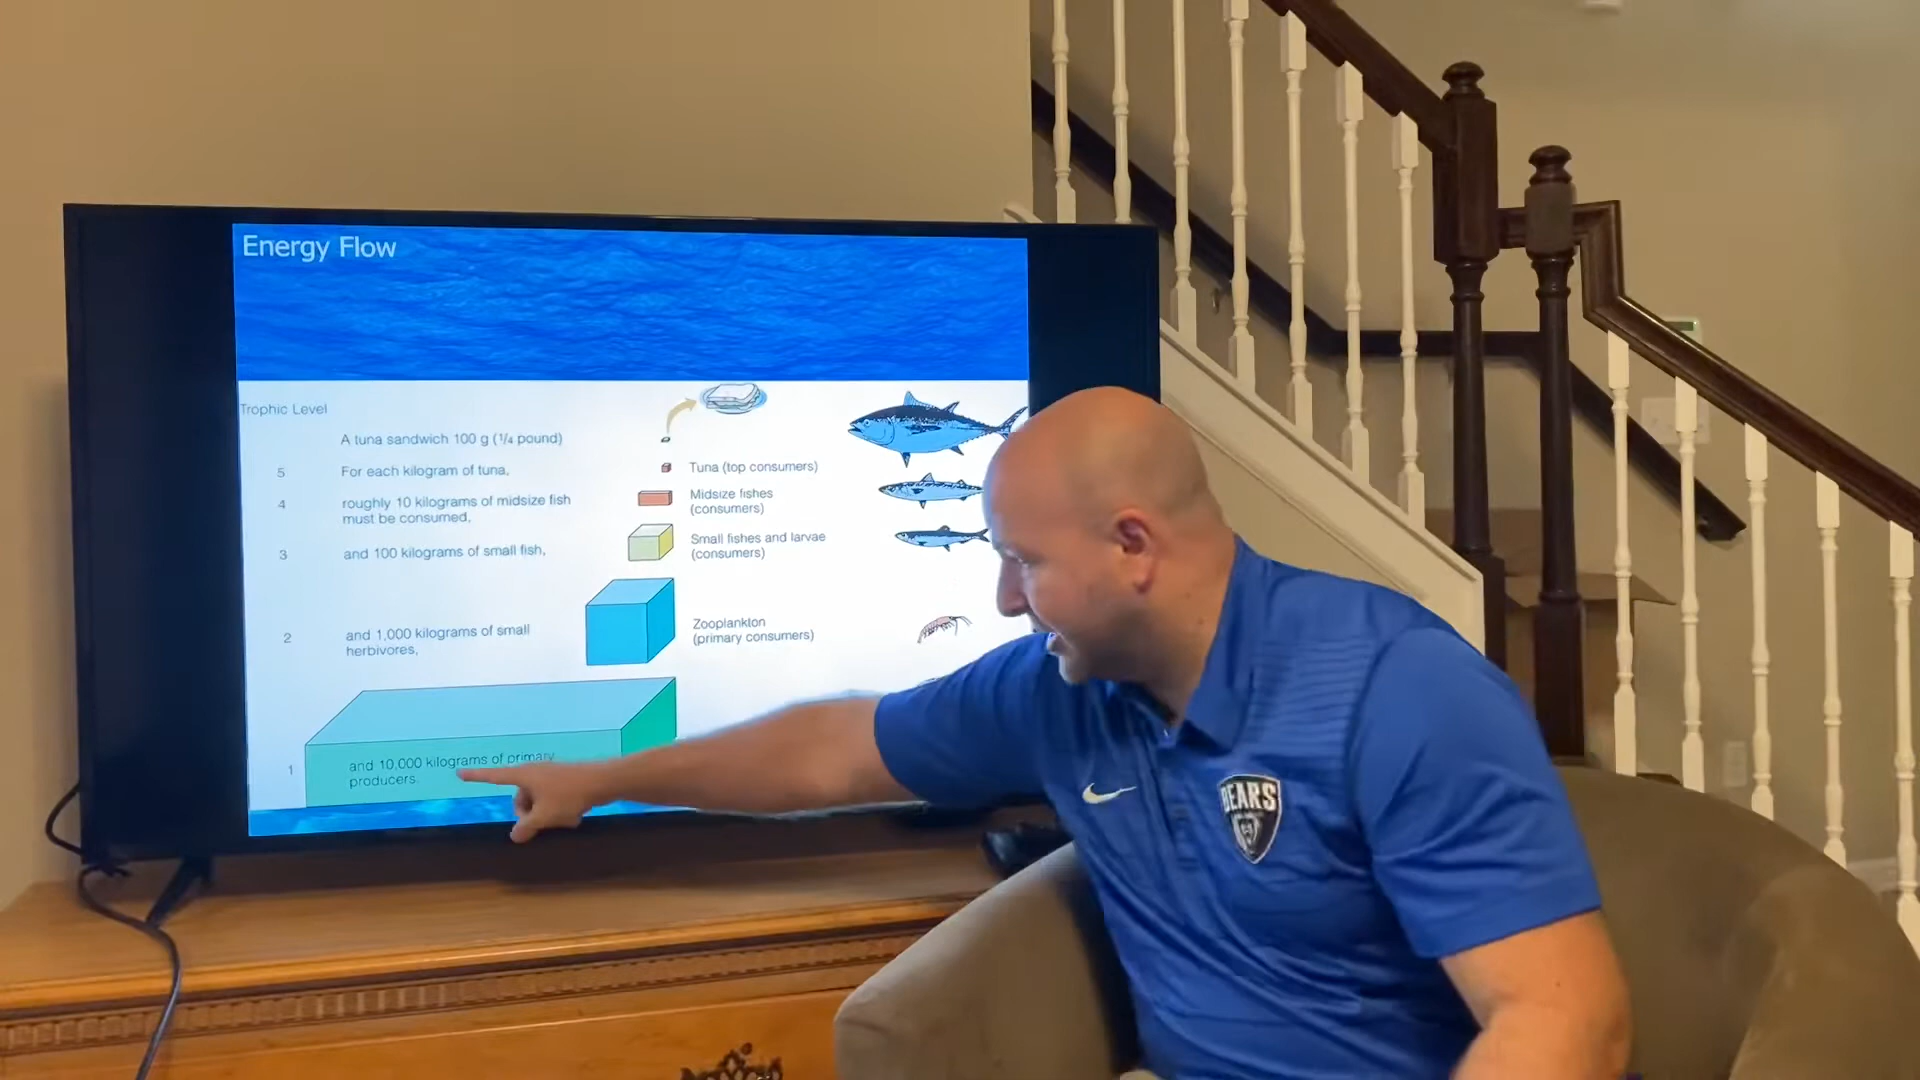 Energy Flow
Trophic Level
A tuna sandwich 100 g (1/4 pound)
5
For each kilogram of tuna,
Tuna (top consumers)
4
roughly 10 kilograms of midsize fish
must be consumed,
Midsize fishes
(consumers)
3
and 100 kilograms of small fish,
Small fishes and larvae
(consumers)
2
and 1,000 kilograms of small
herbivores,
Zooplankton
(primary consumers)
1
and 10,000 kilograms of primary
producers.
BEARS